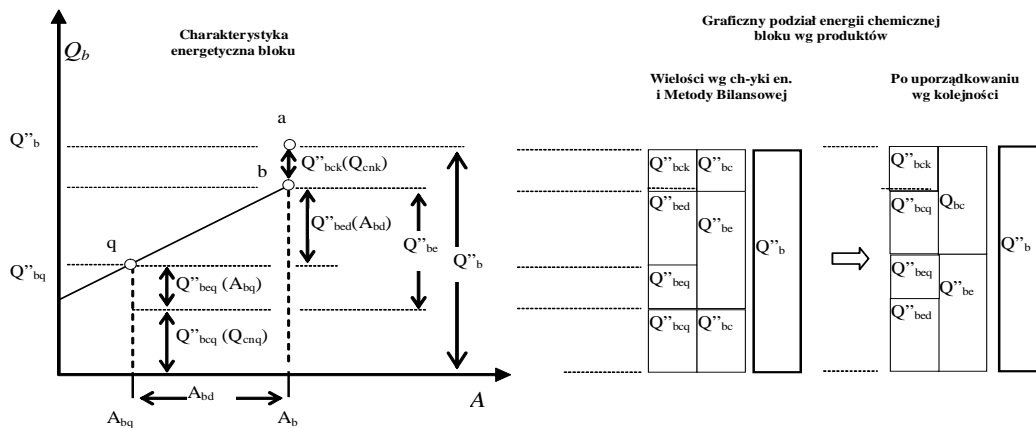 Q_b
Charakterystyka
energetyczna bloku
Q”_b
a
Q”_bck(Q_cnk)
b
Q”_bed(A_bd)
Q”_be
Q”_b
q
Q”_bq
Q”_beq (A_bq)
Q”_bcq (Q_cnq)
A_bd
A
A_bq
A_b
Graficzny podział energii chemicznej
bloku wg produktów
Wielości wg ch-yki en.
i Metody Bilansowej
Q”_bck
Q”_bc
Q”_bed
Q”_be
Q”_b
Q”_beq
Q”_bcq
Q”_bc
Po uporządkowaniu
wg kolejności
Q”_bck
Q”_bcq
Q_bc
Q”_b
Q”_beq
Q”_be
Q”_bed